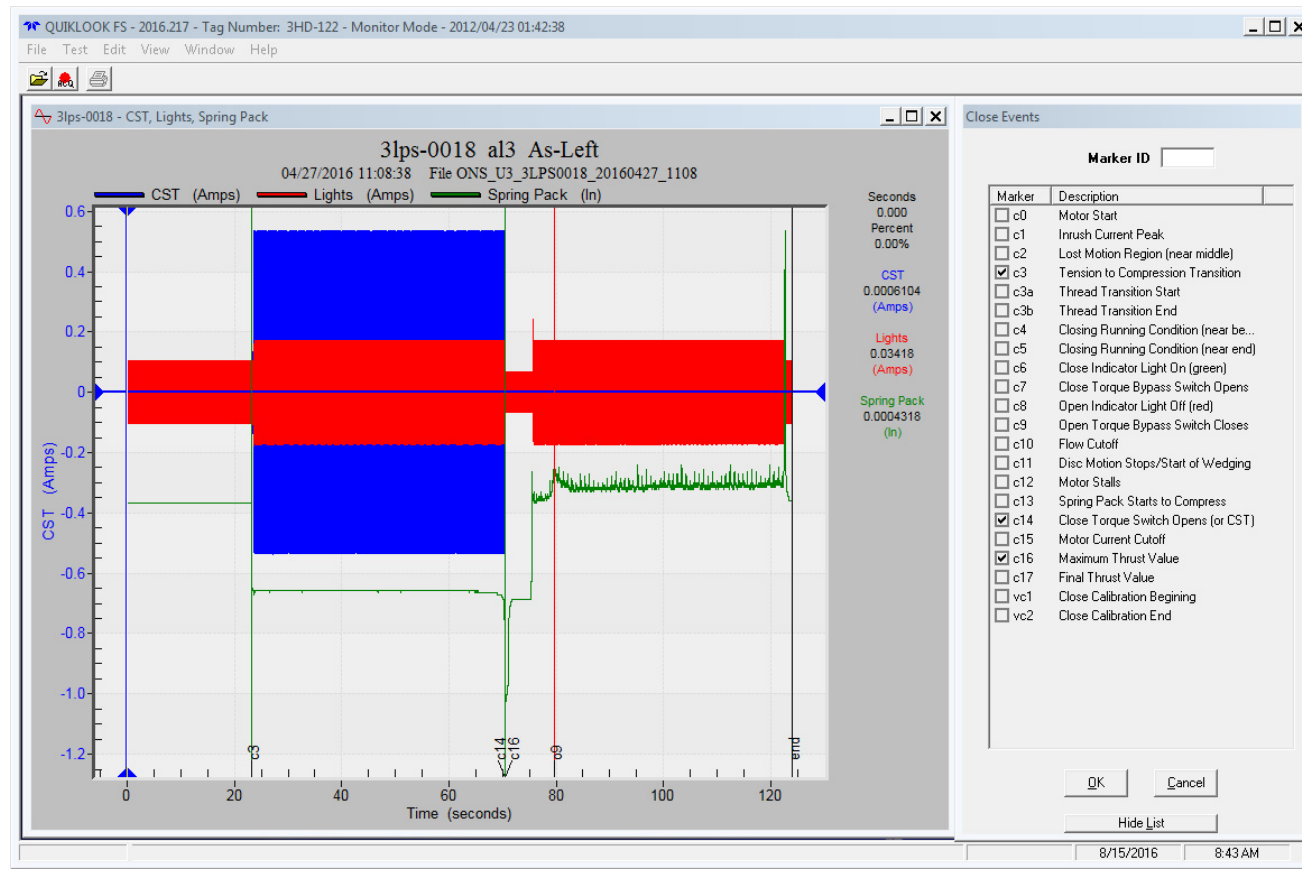 QUIKLOOK FS - 2016.217 - Tag Number: 3HD-122 - Monitor Mode - 2012/04/23 01:42:38
File Test Edit View Window Help
ACQ
3lps-0018 - CST, Lights, Spring Pack
3lps-0018 al3 As-Left
04/27/2016 11:08:38 File ONS_U3_3LPS0018_20160427_1108
CST (Amps) Lights (Amps) Spring Pack (In)
Seconds
0.000
Percent
0.00%
CST
0.0006104
(Amps)
Lights
0.03418
(Amps)
Spring Pack
0.0004318
(In)
0.6
0.4
0.2
0
-0.2
-0.4
-0.6
-0.8
-1.0
-1.2
CST (Amps)
c3
c14
c16
o9
end
0 20 40 60 80 100 120
Time (seconds)
Close Events
Marker ID
Marker Description
c0 Motor Start
c1 Inrush Current Peak
c2 Lost Motion Region (near middle)
c3 Tension to Compression Transition
c3a Thread Transition Start
c3b Thread Transition End
c4 Closing Running Condition (near be...
c5 Closing Running Condition (near end)
c6 Close Indicator Light On (green)
c7 Close Torque Bypass Switch Opens
c8 Open Indicator Light Off (red)
c9 Open Torque Bypass Switch Closes
c10 Flow Cutoff
c11 Disc Motion Stops/Start of Wedging
c12 Motor Stalls
c13 Spring Pack Starts to Compress
c14 Close Torque Switch Opens (or CST)
c15 Motor Current Cutoff
c16 Maximum Thrust Value
c17 Final Thrust Value
vc1 Close Calibration Begining
vc2 Close Calibration End
OK Cancel
Hide List
8/15/2016 8:43 AM